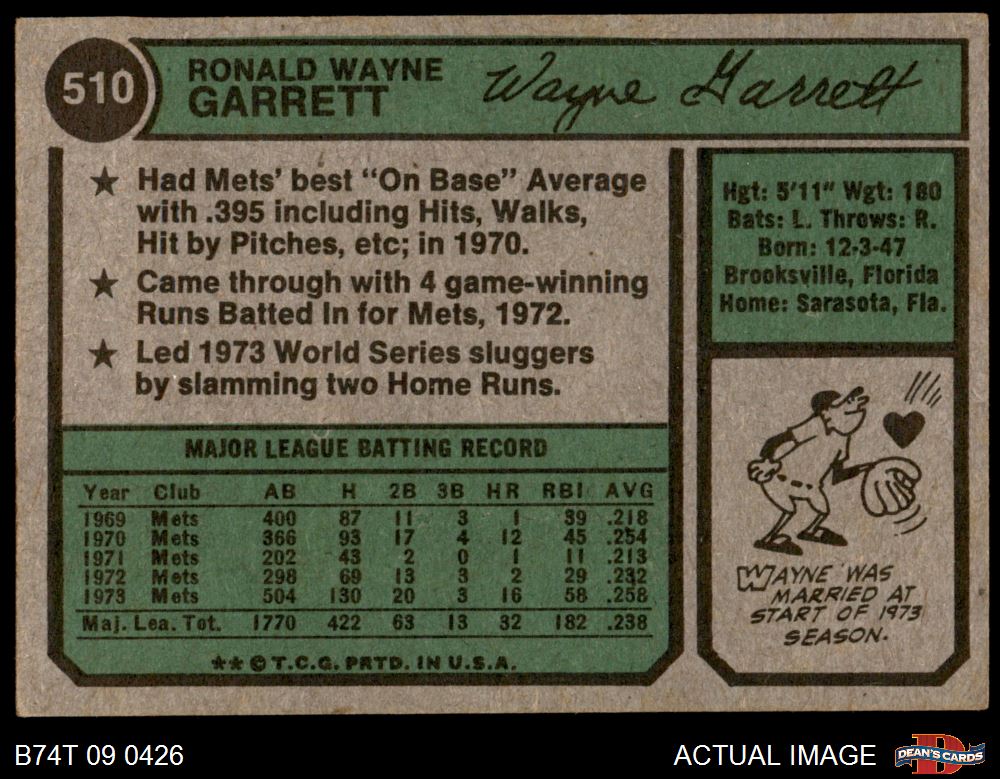 510
RONALD WAYNE
GARRETT
Wayne Garrett
★ Had Mets' best "On Base" Average
with .395 including Hits, Walks,
Hit by Pitches, etc; in 1970.
★ Came through with 4 game-winning
Runs Batted In for Mets, 1972.
★ Led 1973 World Series sluggers
by slamming two Home Runs.
Hgt: 5'11" Wgt: 180
Bats: L. Throws: R.
Born: 12-3-47
Brooksville, Florida
Home: Sarasota, Fla.
MAJOR LEAGUE BATTING RECORD
Year Club AB H 2B 3B HR RBI AVG
1969 Mets 400 87 11 3 1 39 .218
1970 Mets 366 93 17 4 12 45 .254
1971 Mets 202 43 2 0 1 11 .213
1972 Mets 298 69 13 3 2 29 .232
1973 Mets 504 130 20 3 16 58 .258
Maj. Lea. Tot. 1770 422 63 13 32 182 .238
★★ © T.C.G. PRTD. IN U.S.A.
WAYNE WAS
MARRIED AT
START OF 1973
SEASON.
B74T 09 0426
ACTUAL IMAGE
DEAN'S CARDS